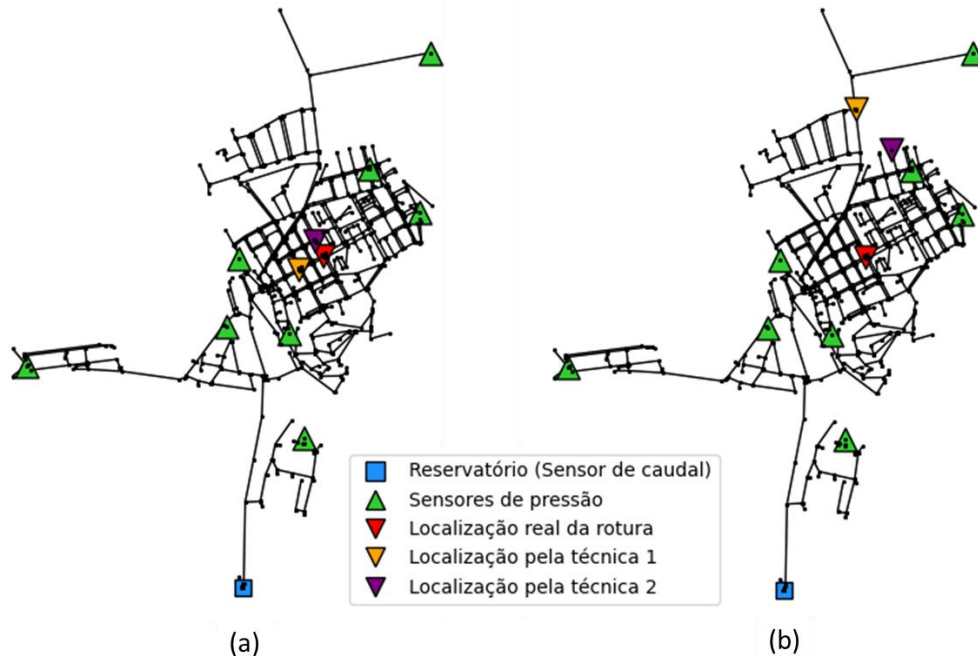 Reservatório (Sensor de caudal)
Sensores de pressão
Localização real da rotura
Localização pela técnica 1
Localização pela técnica 2
(a)
(b)